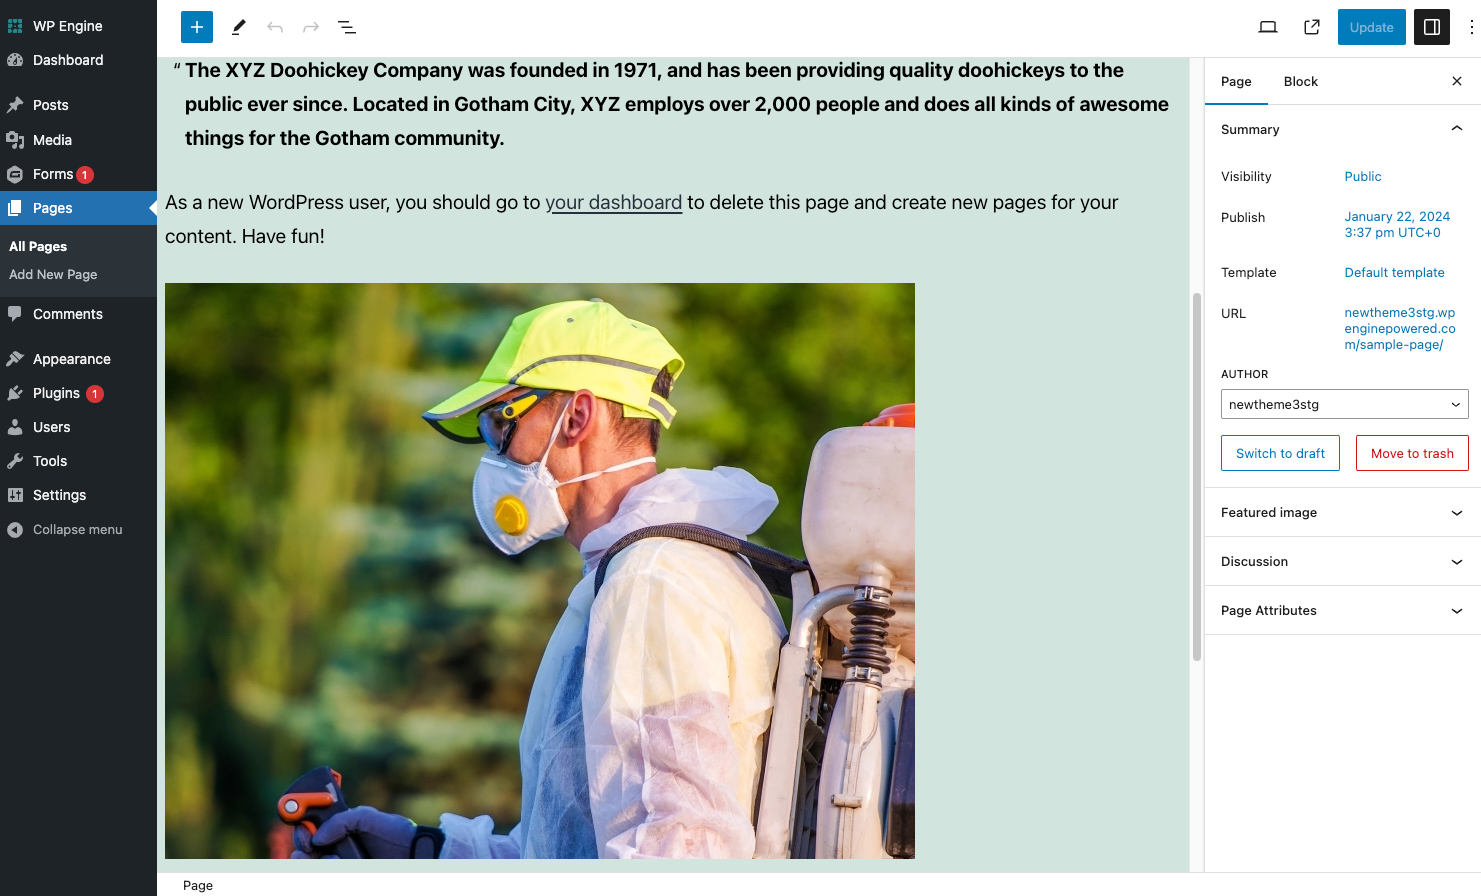 WP Engine
Dashboard
Posts
Media
Forms 1
Pages
All Pages
Add New Page
Comments
Appearance
Plugins 1
Users
Tools
Settings
Collapse menu
Update
“ The XYZ Doohickey Company was founded in 1971, and has been providing quality doohickeys to the
public ever since. Located in Gotham City, XYZ employs over 2,000 people and does all kinds of awesome
things for the Gotham community.
As a new WordPress user, you should go to your dashboard to delete this page and create new pages for your
content. Have fun!
Page Block
Summary
Visibility Public
Publish January 22, 2024
3:37 pm UTC+0
Template Default template
URL newtheme3stg.wp
enginepowered.co
m/sample-page/
AUTHOR
newtheme3stg
Switch to draft Move to trash
Featured image
Discussion
Page Attributes
Page